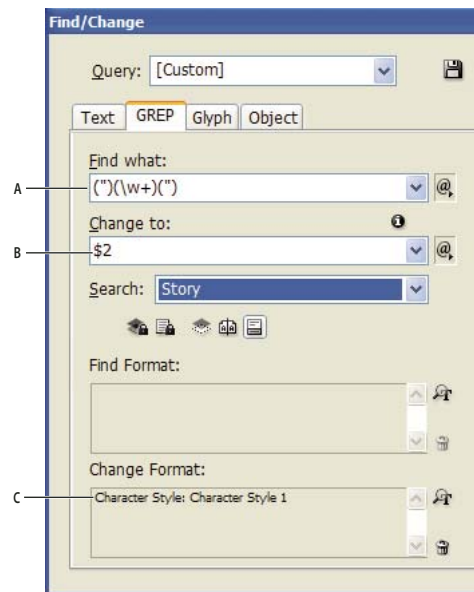 Find/Change
Query: [Custom]
Text GREP Glyph Object
Find what:
A
(")(\w+)(")
Change to:
B
$2
Search: Story
Find Format:
Change Format:
C
Character Style: Character Style 1